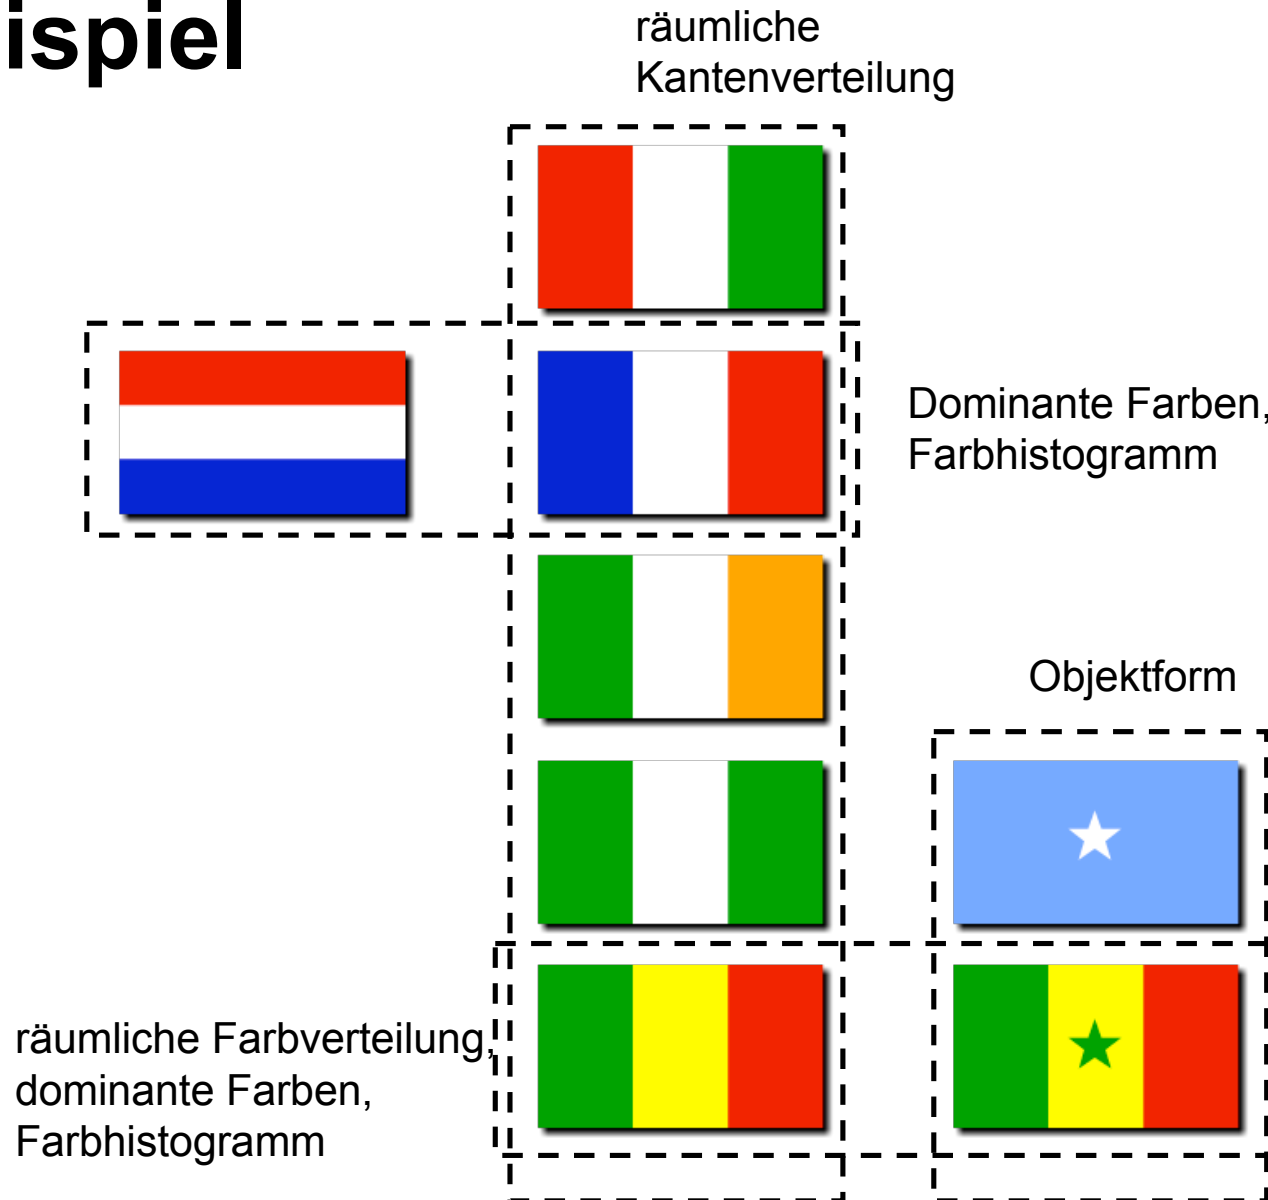 ispiel
räumliche
Kantenverteilung
Dominante Farben,
Farbhistogramm
Objektform
räumliche Farbverteilung,
dominante Farben,
Farbhistogramm